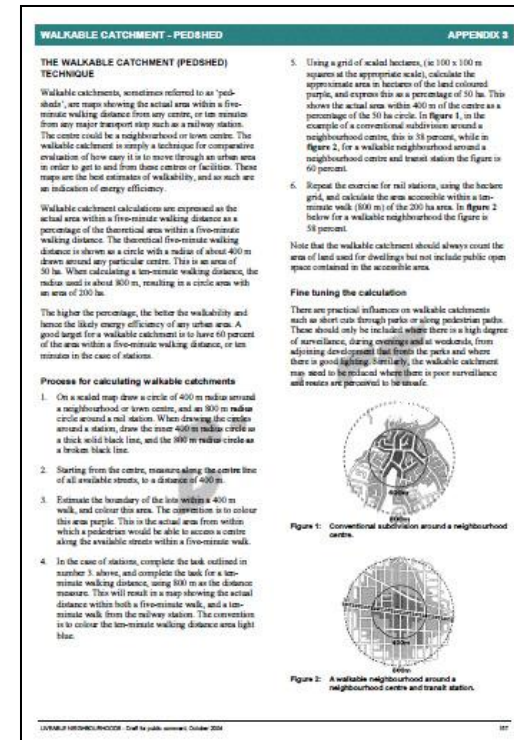 WALKABLE CATCHMENT - PEDSHED
APPENDIX 3
THE WALKABLE CATCHMENT (PEDSHED)
TECHNIQUE
Walkable catchments, sometimes referred to as 'ped-
sheds', are maps showing the actual area within a five-
minute walking distance from any centre, or ten minutes
from any major transport stop such as a railway station.
The centre could be a neighbourhood or town centre. The
walkable catchment is simply a technique for comparative
evaluation of how easy it is to move through an urban area
in order to get to and from these centres or facilities. These
maps are the best estimates of walkability, and as such are
an indication of energy efficiency.
Walkable catchment calculations are expressed as the
actual area within a five-minute walking distance as a
percentage of the theoretical area within a five-minute
walking distance. The theoretical five-minute walking
distance is shown as a circle with a radius of about 400 m
drawn around any particular centre. This is an area of
50 ha. When calculating a ten-minute walking distance, the
radius used is about 800 m, resulting in a circle area with
an area of 200 ha.
The higher the percentage, the better the walkability and
hence the likely energy efficiency of any urban area. A
good target for a walkable catchment is to have 60 percent
of the area within a five-minute walking distance, or ten
minutes in the case of stations.
Process for calculating walkable catchments
1. On a scaled map draw a circle of 400 m radius around
a neighbourhood or town centre, and an 800 m radius
circle around a rail station. When drawing the circles
around a station, draw the inner 400 m radius circle as
a thick solid black line, and the 800 m radius circle as
a broken black line.
2. Starting from the centre, measure along the centre line
of all available streets, to a distance of 400 m.
3. Estimate the boundary of the lots within a 400 m
walk, and colour this area. The convention is to colour
this area purple. This is the actual area from within
which a pedestrian would be able to access a centre
along the available streets within a five-minute walk.
4. In the case of stations, complete the task outlined in
number 3. above, and complete the task for a ten-
minute walking distance, using 800 m as the distance
measure. This will result in a map showing the actual
distance within both a five-minute walk, and a ten-
minute walk from the railway station. The convention
is to colour the ten-minute walking distance area light
blue.
5. Using a grid of scaled hectares, (ie 100 x 100 m
squares at the appropriate scale), calculate the
approximate area in hectares of the land coloured
purple, and express this as a percentage of 50 ha. This
shows the actual area within 400 m of the centre as a
percentage of the 50 ha circle. In figure 1, in the
example of a conventional subdivision around a
neighbourhood centre, this is 38 percent, while in
figure 2, for a walkable neighbourhood around a
neighbourhood centre and transit station the figure is
60 percent.
6. Repeat the exercise for rail stations, using the hectare
grid, and calculate the area accessible within a ten-
minute walk (800 m) of the 200 ha area. In figure 2
below for a walkable neighbourhood the figure is
58 percent.
Note that the walkable catchment should always count the
area of land used for dwellings but not include public open
space contained in the accessible area.
Fine tuning the calculation
There are practical influences on walkable catchments
such as short cuts through parks or along pedestrian paths.
These should only be included where there is a high degree
of surveillance, during evenings and at weekends, from
adjoining development that fronts the parks and where
there is good lighting. Similarly, the walkable catchment
may need to be reduced where there is poor surveillance
and routes are perceived to be unsafe.
400m
800m
Figure 1: Conventional subdivision around a neighbourhood
centre.
400m
800m
Figure 2: A walkable neighbourhood around a
neighbourhood centre and transit station.
LIVEABLE NEIGHBOURHOODS - Draft for public comment, October 2004